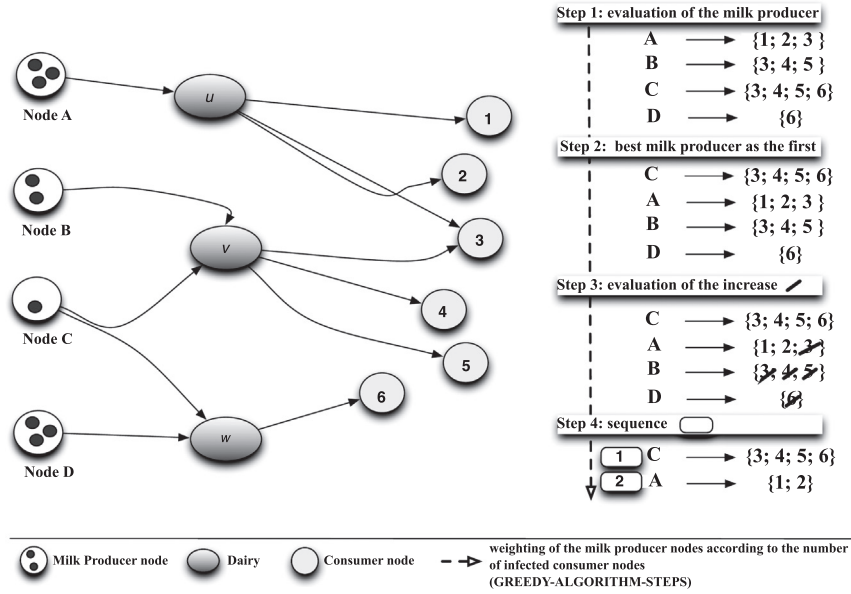 Node A
Node B
Node C
Node D
u
v
w
1
2
3
4
5
6
Step 1: evaluation of the milk producer
A {1; 2; 3 }
B {3; 4; 5 }
C {3; 4; 5; 6}
D {6}
Step 2: best milk producer as the first
C {3; 4; 5; 6}
A {1; 2; 3 }
B {3; 4; 5 }
D {6}
Step 3: evaluation of the increase
C {3; 4; 5; 6}
A {1; 2; 3 }
B {3; 4; 5 }
D {6}
Step 4: sequence
1 C {3; 4; 5; 6}
2 A {1; 2}
Milk Producer node
Dairy
Consumer node
weighting of the milk producer nodes according to the number
of infected consumer nodes
(GREEDY-ALGORITHM-STEPS)